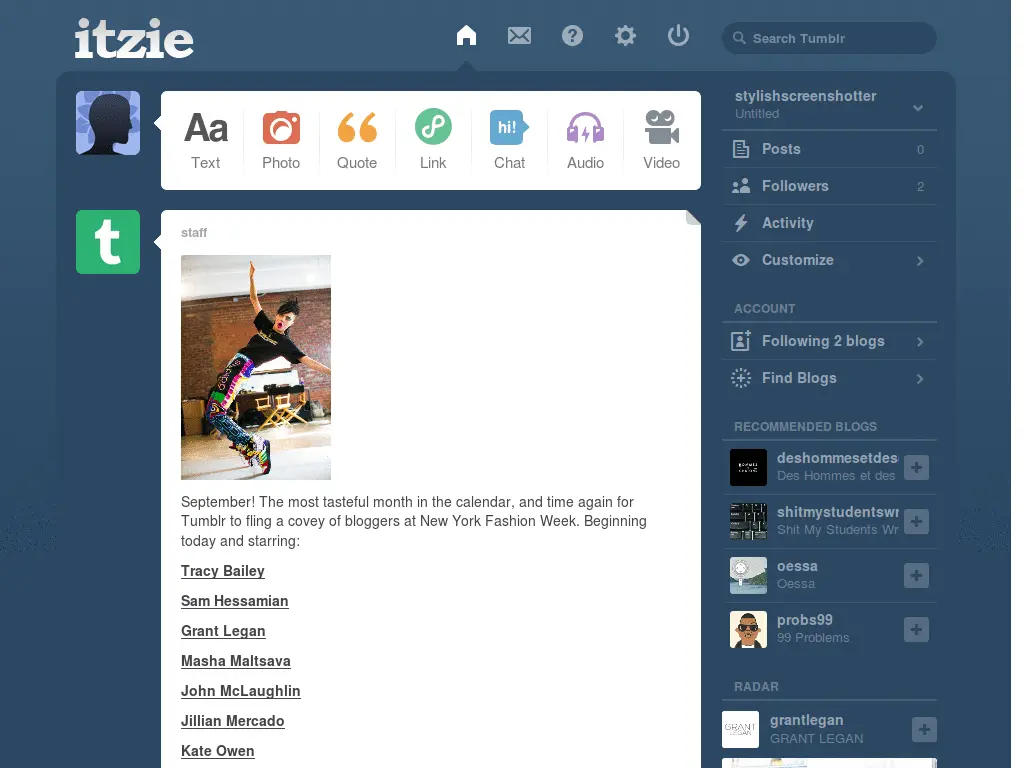 itzie
Search Tumblr
Aa
Text
Photo
Quote
Link
hi!
Chat
Audio
Video
t
staff
September! The most tasteful month in the calendar, and time again for
Tumblr to fling a covey of bloggers at New York Fashion Week. Beginning
today and starring:
Tracy Bailey
Sam Hessamian
Grant Legan
Masha Maltsava
John McLaughlin
Jillian Mercado
Kate Owen
stylishscreenshotter
Untitled
Posts 0
Followers 2
Activity
Customize
ACCOUNT
Following 2 blogs
Find Blogs
RECOMMENDED BLOGS
deshommesetdes
Des Hommes et des
shitmystudentswr
Shit My Students Wr
oessa
Oessa
probs99
99 Problems
RADAR
GRANT
LEGAN
grantlegan
GRANT LEGAN